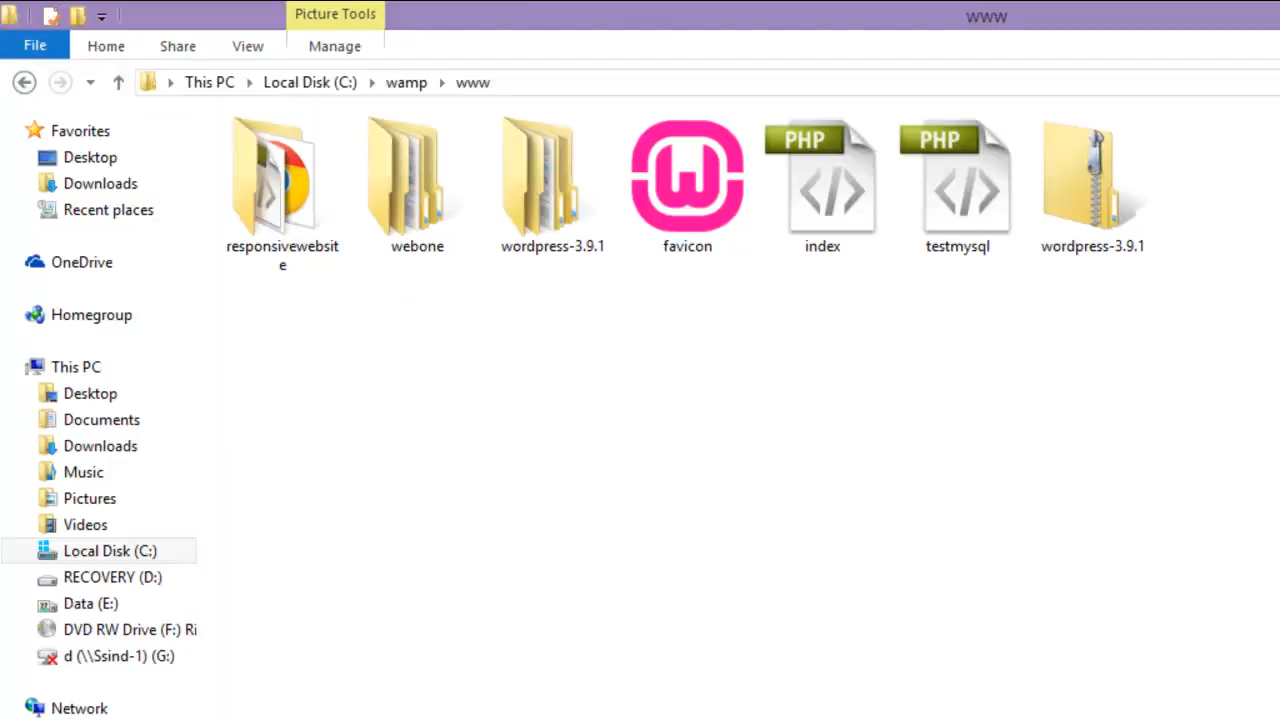 Picture Tools
www
File
Home
Share
View
Manage
This PC
Local Disk (C:)
wamp
www
Favorites
Desktop
Downloads
Recent places
OneDrive
Homegroup
This PC
Desktop
Documents
Downloads
Music
Pictures
Videos
Local Disk (C:)
RECOVERY (D:)
Data (E:)
DVD RW Drive (F:) Ri
d (\\Ssind-1) (G:)
Network
responsivewebsit
e
webone
wordpress-3.9.1
favicon
PHP
index
PHP
testmysql
wordpress-3.9.1